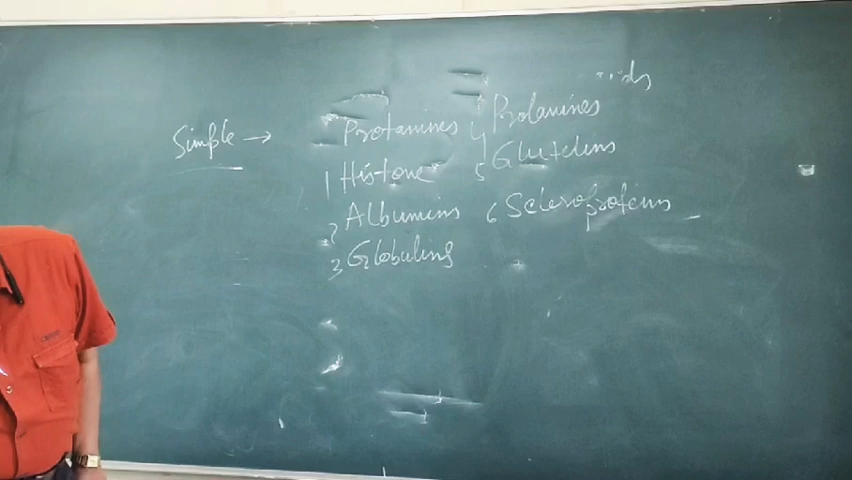 Simple →
Protamines
1 Histone
2 Albumins
3 Globulins
4 Prolamines
5 Glutelins
6 Scleroproteins